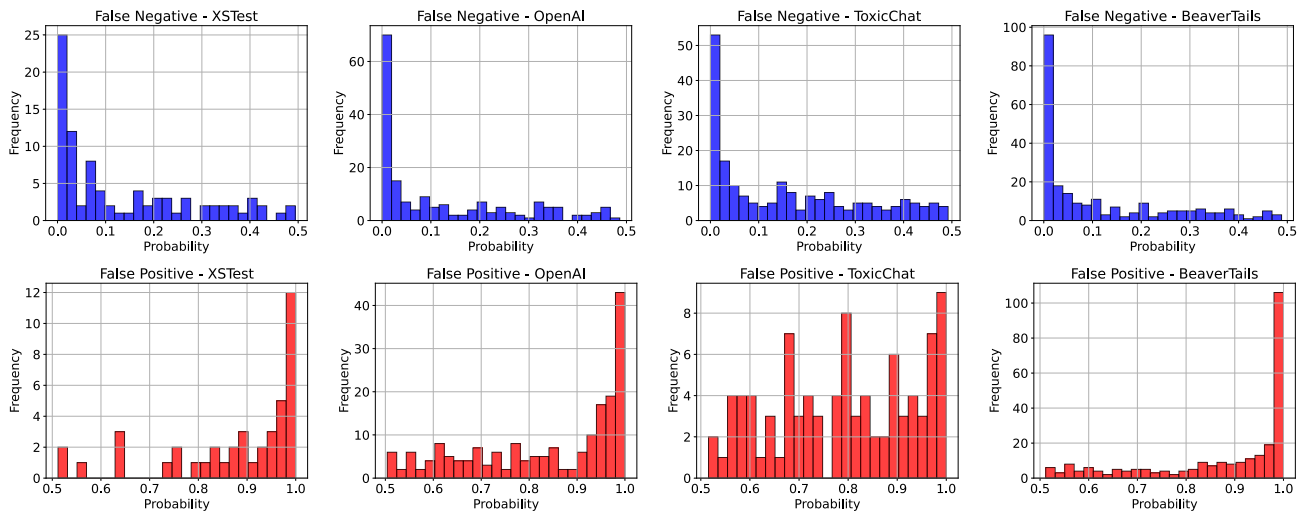 False Negative - XSTest
False Negative - OpenAI
False Negative - ToxicChat
False Negative - BeaverTails
25
20
15
10
5
0
Frequency
0.0 0.1 0.2 0.3 0.4 0.5
Probability
60
40
20
0
Frequency
0.0 0.1 0.2 0.3 0.4 0.5
Probability
50
40
30
20
10
0
Frequency
0.0 0.1 0.2 0.3 0.4 0.5
Probability
100
80
60
40
20
0
Frequency
0.0 0.1 0.2 0.3 0.4 0.5
Probability
False Positive - XSTest
False Positive - OpenAI
False Positive - ToxicChat
False Positive - BeaverTails
12
10
8
6
4
2
0
Frequency
0.5 0.6 0.7 0.8 0.9 1.0
Probability
40
30
20
10
0
Frequency
0.5 0.6 0.7 0.8 0.9 1.0
Probability
8
6
4
2
0
Frequency
0.5 0.6 0.7 0.8 0.9 1.0
Probability
100
80
60
40
20
0
Frequency
0.5 0.6 0.7 0.8 0.9 1.0
Probability